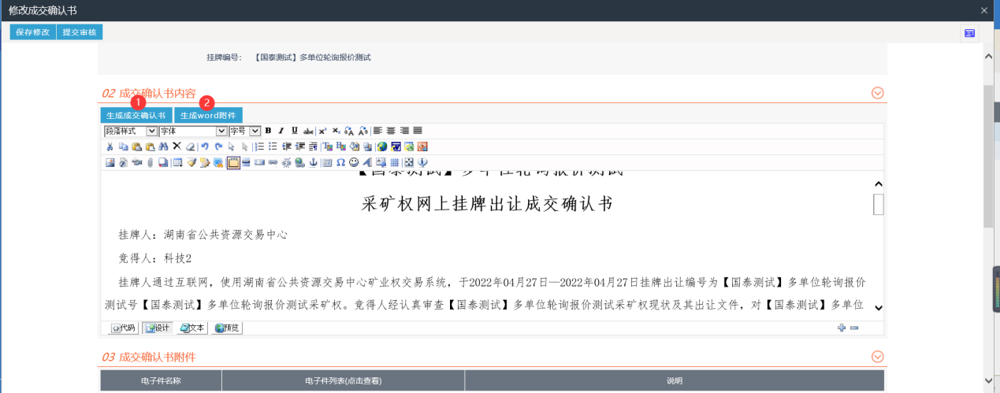 修改成交确认书
保存修改 提交审核
挂牌编号： 【国泰测试】多单位轮询报价测试
02 成交确认书内容
1 2
生成成交确认书 生成word附件
段落样式 字体 字号 B I U abc
【国泰测试】多单位轮询报价测试
采矿权网上挂牌出让成交确认书
挂牌人：湖南省公共资源交易中心
竞得人：科技2
挂牌人通过互联网，使用湖南省公共资源交易中心矿业权交易系统，于2022年04月27日—2022年04月27日挂牌出让编号为【国泰测试】多单位轮询报价
测试号【国泰测试】多单位轮询报价测试采矿权。竞得人经认真审查【国泰测试】多单位轮询报价测试采矿权现状及其出让文件，对【国泰测试】多单位
代码 设计 文本 预览
03 成交确认书附件
电子件名称 电子件列表(点击查看) 说明